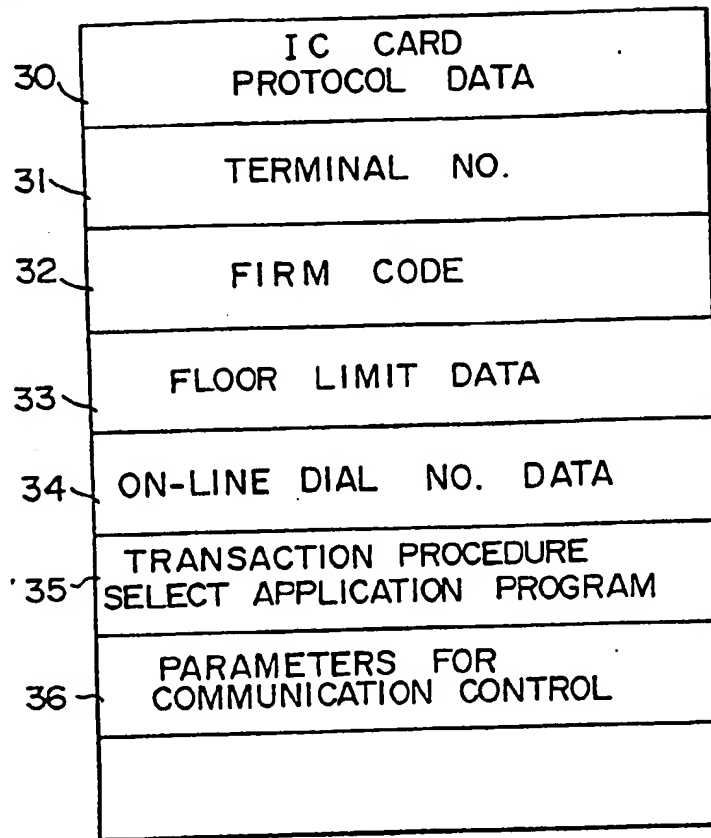 IC CARD
30 PROTOCOL DATA
31 TERMINAL NO.
32 FIRM CODE
33 FLOOR LIMIT DATA
34 ON-LINE DIAL NO. DATA
TRANSACTION PROCEDURE
35 SELECT APPLICATION PROGRAM
PARAMETERS FOR
36 COMMUNICATION CONTROL